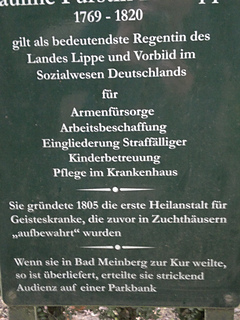 1769 - 1820
gilt als bedeutendste Regentin des
Landes Lippe und Vorbild im
Sozialwesen Deutschlands
für
Armenfürsorge
Arbeitsbeschaffung
Eingliederung Straffälliger
Kinderbetreuung
Pflege im Krankenhaus
Sie gründete 1805 die erste Heilanstalt für
Geisteskranke, die zuvor in Zuchthäusern
„aufbewahrt" wurden
Wenn sie in Bad Meinberg zur Kur weilte,
so ist überliefert, erteilte sie strickend
Audienz auf einer Parkbank